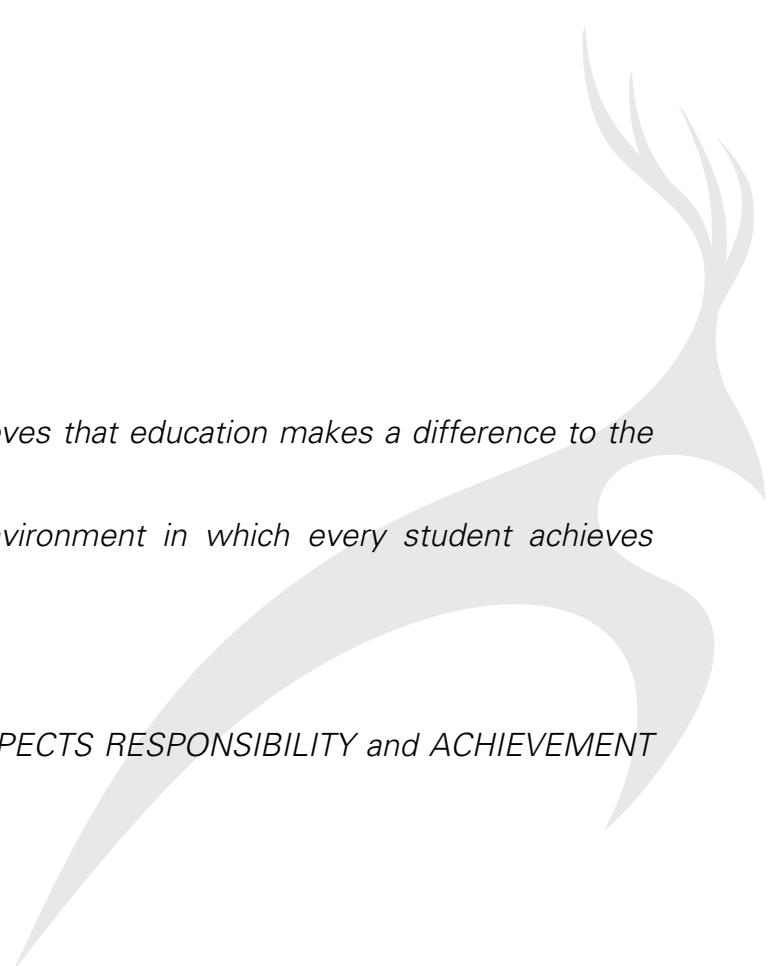 ves that education makes a difference to the
vironment in which every student achieves
PECTS RESPONSIBILITY and ACHIEVEMENT